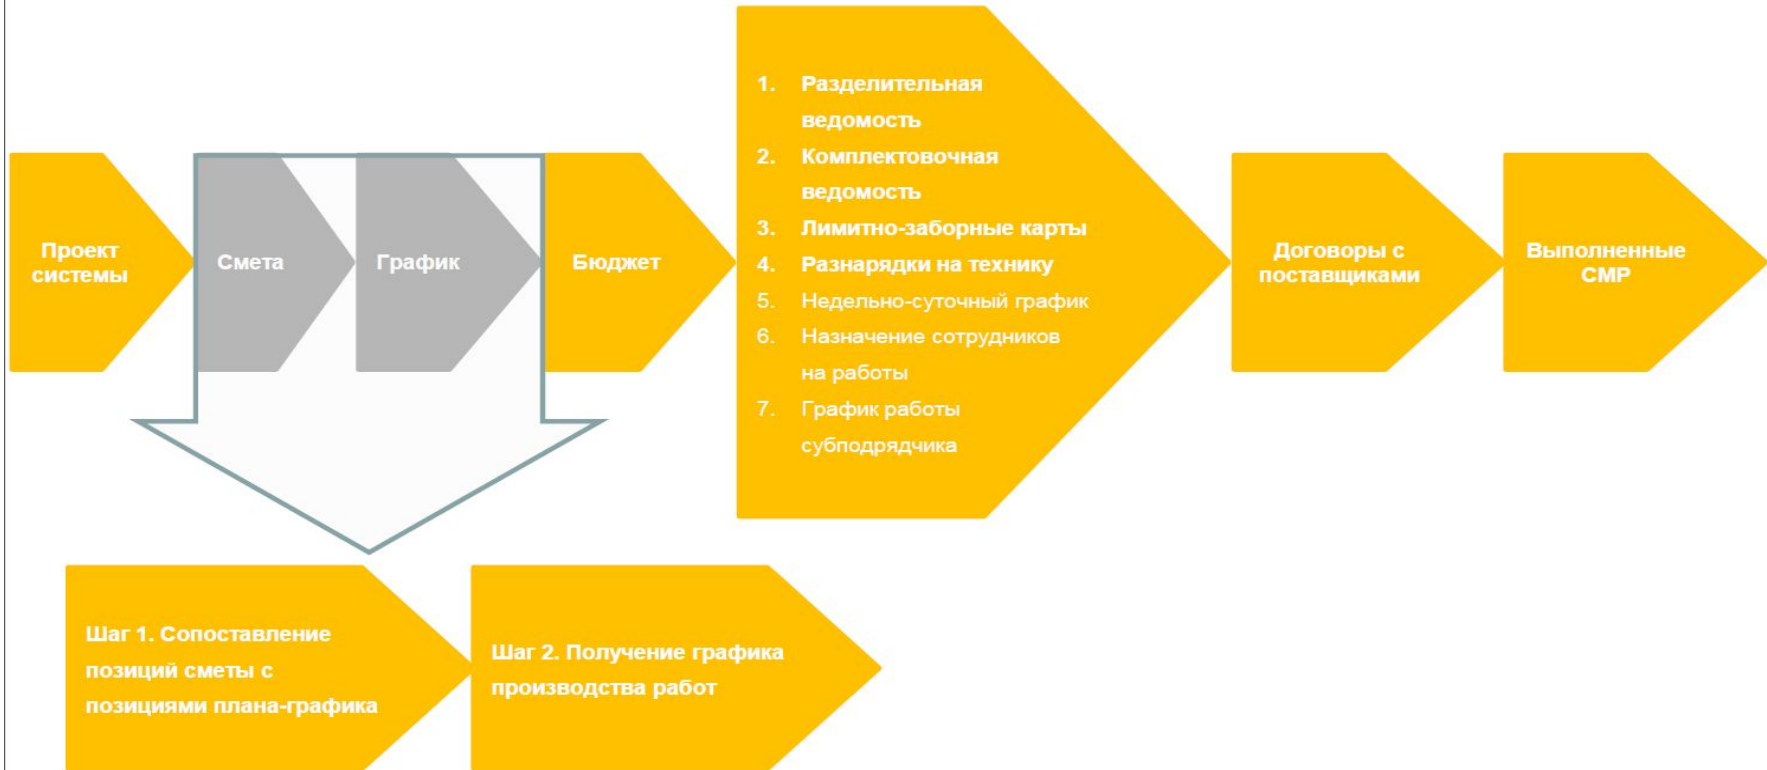 Проект
системы
Смета
График
Бюджет
1. Разделительная
ведомость
2. Комплектовочная
ведомость
3. Лимитно-заборные карты
4. Разнарядки на технику
5. Недельно-суточный график
6. Назначение сотрудников
на работы
7. График работы
субподрядчика
Договоры с
поставщиками
Выполненные
СМР
Шаг 1. Сопоставление
позиций сметы с
позициями плана-графика
Шаг 2. Получение графика
производства работ